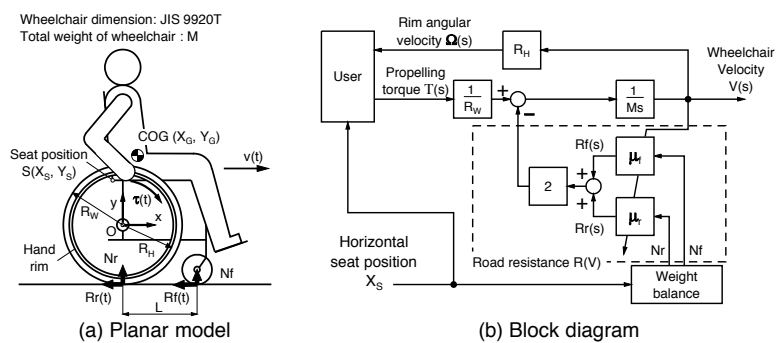 Wheelchair dimension: JIS 9920T
Total weight of wheelchair : M
COG (XG, YG)
Seat position
S(XS, YS)
v(t)
τ(t)
RW
y
x
O
RH
Hand
rim
Nr
Nf
Rr(t)
Rf(t)
L
(a) Planar model
Rim angular
velocity Ω(s)
RH
User
Propelling
torque T(s)
1
RW
+
−
1
Ms
Wheelchair
Velocity
V(s)
Rf(s)
μf
2
+
+
μr
Rr(s)
Nr
Nf
Horizontal
seat position
XS
Road resistance R(V)
Weight
balance
(b) Block diagram